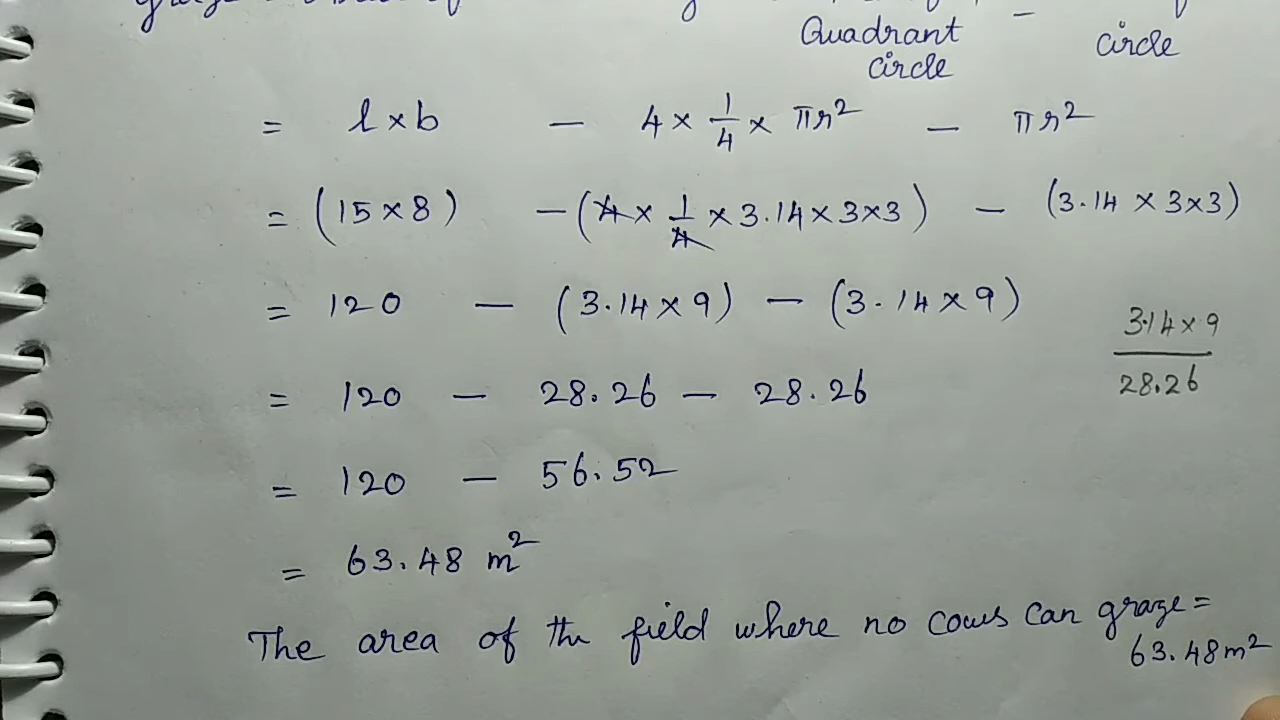 graze
Quadrant circle
circle
= l × b − 4 × 1/4 × πr² − πr²
= (15 × 8) − (4 × 1/4 × 3.14 × 3 × 3) − (3.14 × 3 × 3)
= 120 − (3.14 × 9) − (3.14 × 9)
3.14 × 9
28.26
= 120 − 28.26 − 28.26
= 120 − 56.52
= 63.48 m²
The area of the field where no cows can graze =
63.48 m²